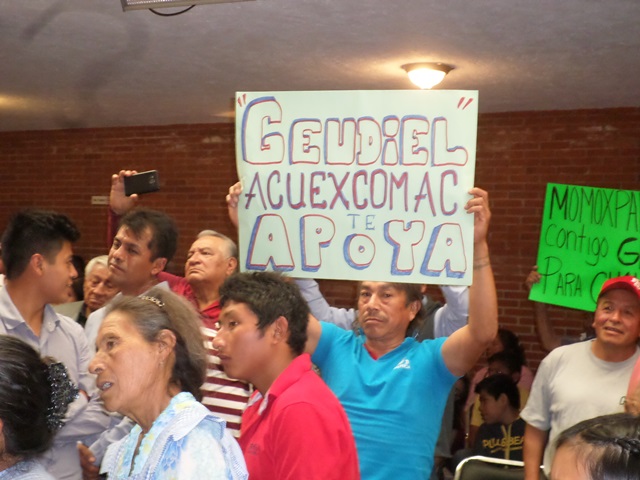 "GEUDiEL"
ACUEXCOMAC
TE
APOYA
MOMOXPA
Contigo G
PARA